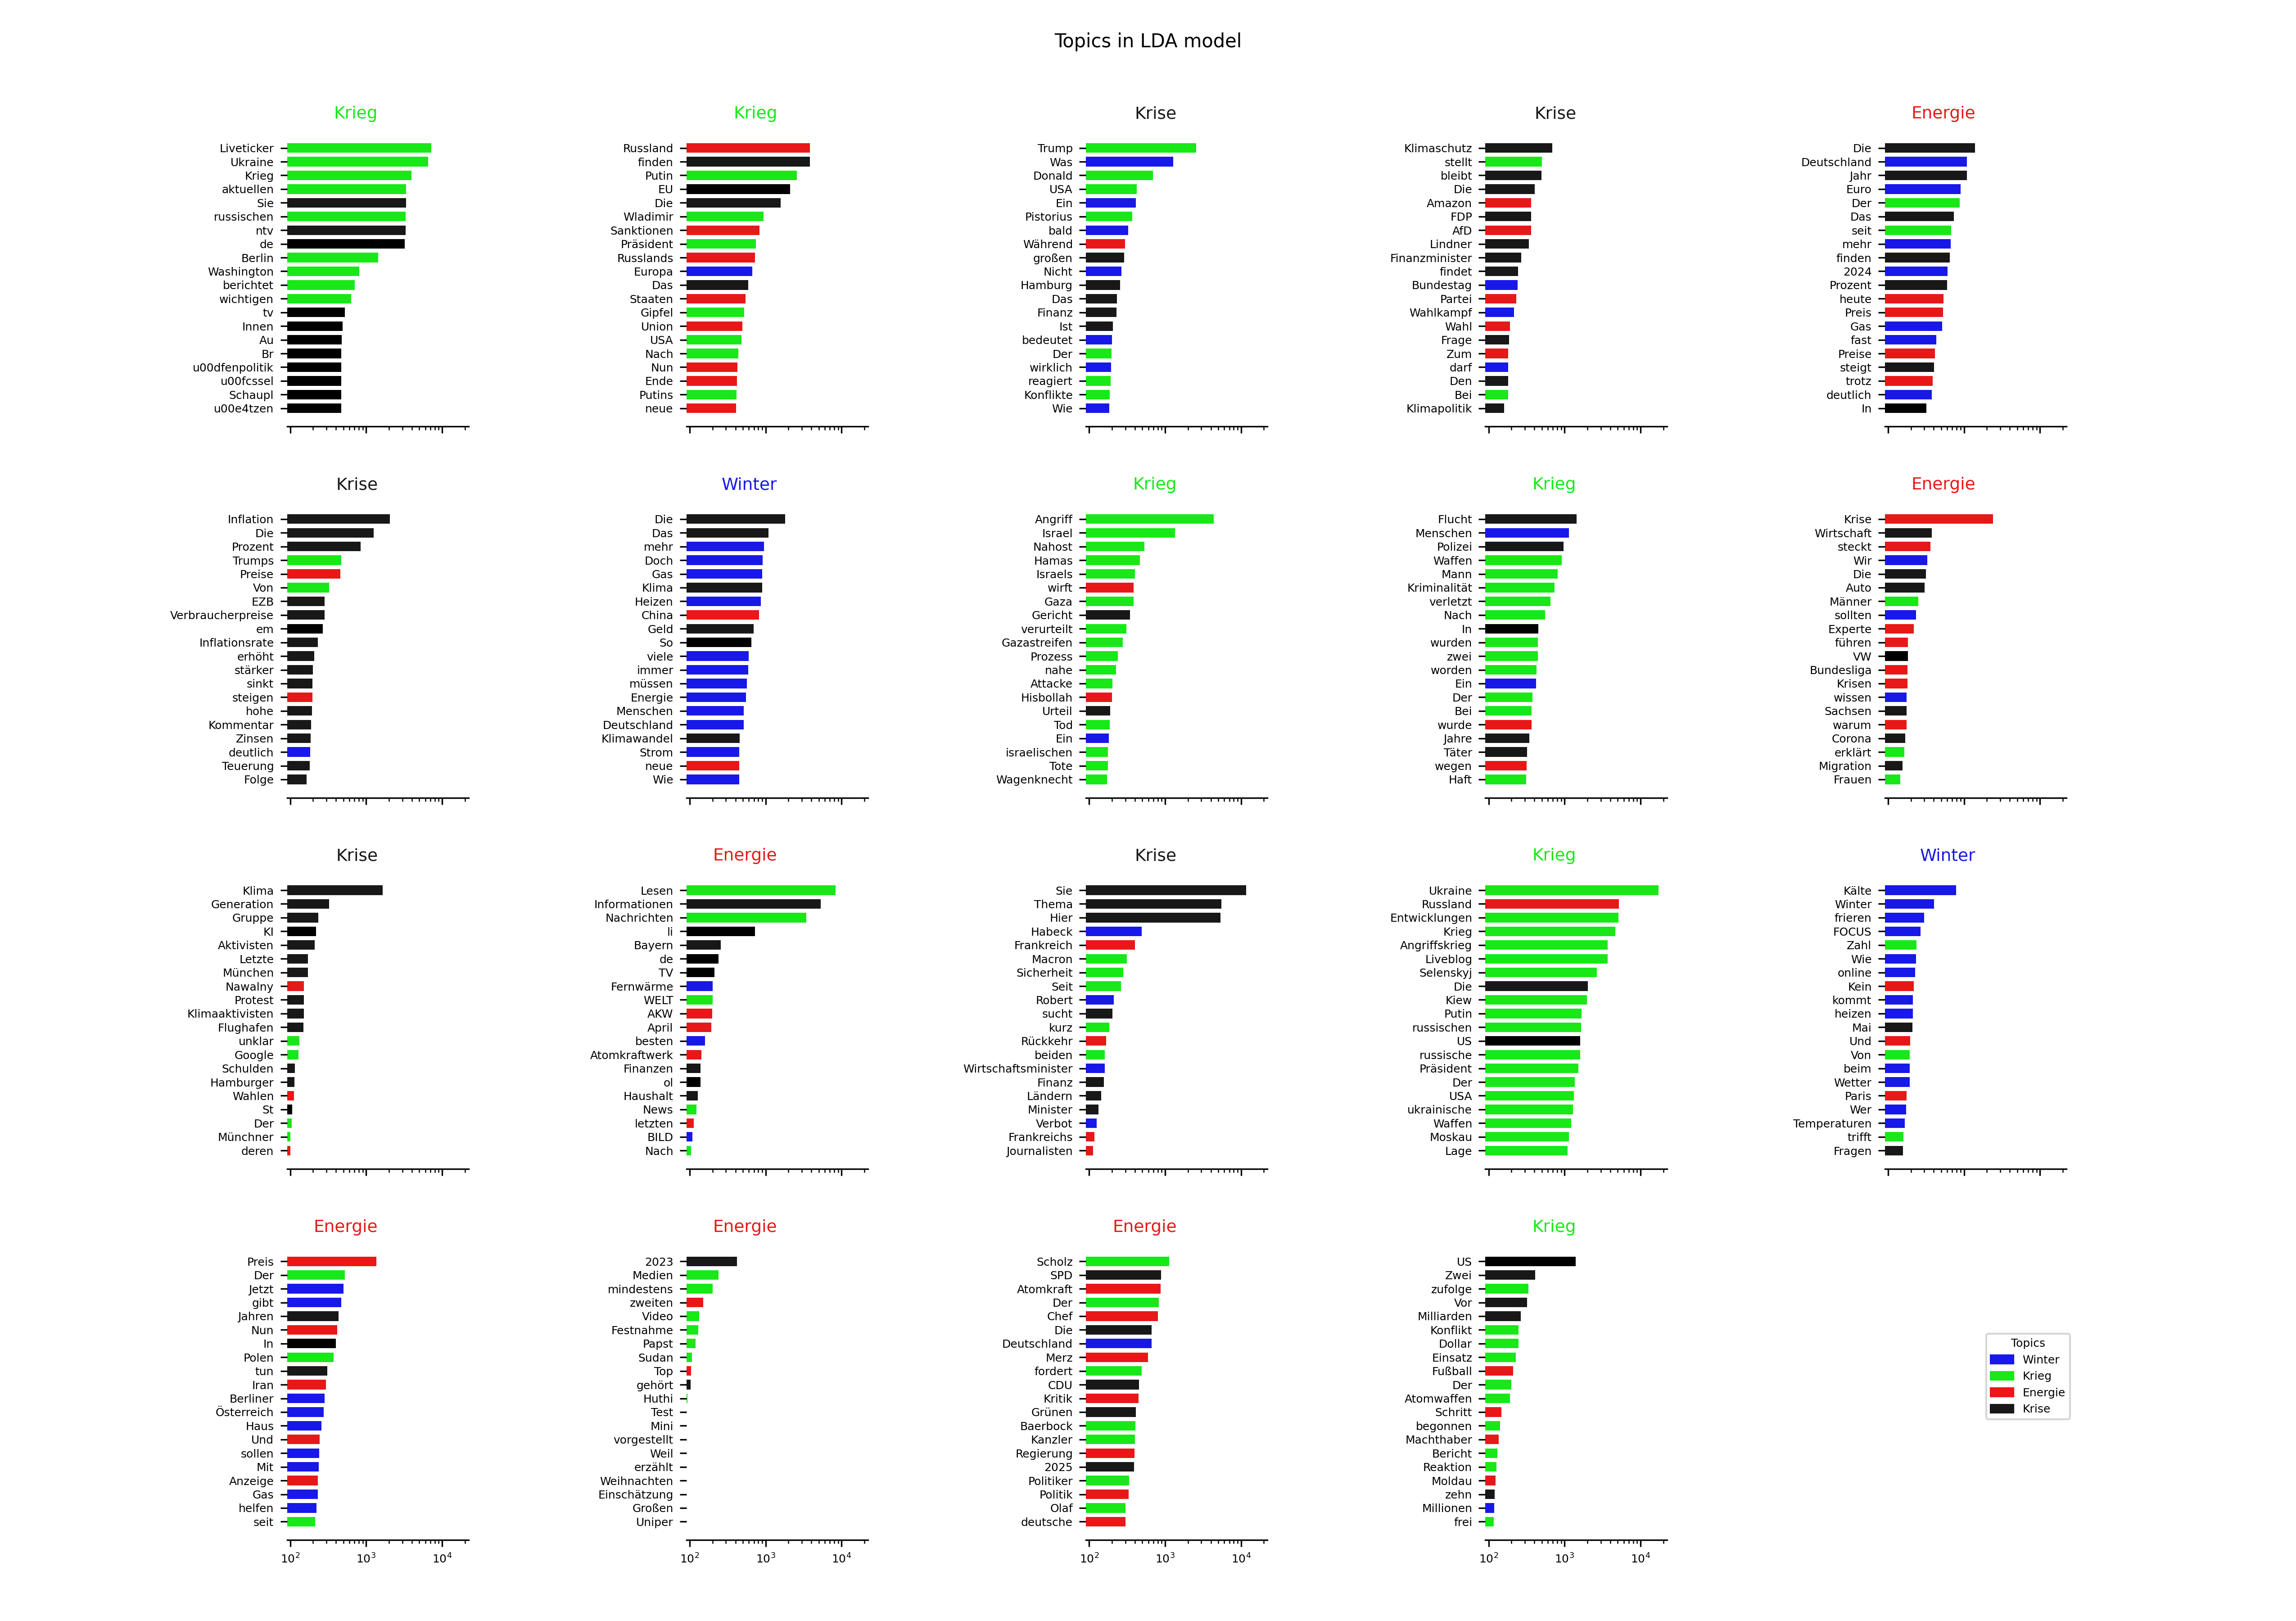 Topics in LDA model
Krieg
Liveticker
Ukraine
Krieg
aktuellen
Sie
russischen
ntv
de
Berlin
Washington
berichtet
wichtigen
tv
Innen
Au
Br
u00dfenpolitik
u00fcssel
Schaupl
u00e4tzen
Krieg
Russland
finden
Putin
EU
Die
Wladimir
Sanktionen
Präsident
Russlands
Europa
Das
Staaten
Gipfel
Union
USA
Nach
Nun
Ende
Putins
neue
Krise
Trump
Was
Donald
USA
Ein
Pistorius
bald
Während
großen
Nicht
Hamburg
Das
Finanz
Ist
bedeutet
Der
wirklich
reagiert
Konflikte
Wie
Krise
Klimaschutz
stellt
bleibt
Die
Amazon
FDP
AfD
Lindner
Finanzminister
findet
Bundestag
Partei
Wahlkampf
Wahl
Frage
Zum
darf
Den
Bei
Klimapolitik
Energie
Die
Deutschland
Jahr
Euro
Der
Das
seit
mehr
finden
2024
Prozent
heute
Preis
Gas
fast
Preise
steigt
trotz
deutlich
In
Krise
Inflation
Die
Prozent
Trumps
Preise
Von
EZB
Verbraucherpreise
em
Inflationsrate
erhöht
stärker
sinkt
steigen
hohe
Kommentar
Zinsen
deutlich
Teuerung
Folge
Winter
Die
Das
mehr
Doch
Gas
Klima
Heizen
China
Geld
So
viele
immer
müssen
Energie
Menschen
Deutschland
Klimawandel
Strom
neue
Wie
Krieg
Angriff
Israel
Nahost
Hamas
Israels
wirft
Gaza
Gericht
verurteilt
Gazastreifen
Prozess
nahe
Attacke
Hisbollah
Urteil
Tod
Ein
israelischen
Tote
Wagenknecht
Krieg
Flucht
Menschen
Polizei
Waffen
Mann
Kriminalität
verletzt
Nach
In
wurden
zwei
worden
Ein
Der
Bei
wurde
Jahre
Täter
wegen
Haft
Energie
Krise
Wirtschaft
steckt
Wir
Die
Auto
Männer
sollten
Experte
führen
VW
Bundesliga
Krisen
wissen
Sachsen
warum
Corona
erklärt
Migration
Frauen
Krise
Klima
Generation
Gruppe
KI
Aktivisten
Letzte
München
Nawalny
Protest
Klimaaktivisten
Flughafen
unklar
Google
Schulden
Hamburger
Wahlen
St
Der
Münchner
deren
Energie
Lesen
Informationen
Nachrichten
li
Bayern
de
TV
Fernwärme
WELT
AKW
April
besten
Atomkraftwerk
Finanzen
ol
Haushalt
News
letzten
BILD
Nach
Krise
Sie
Thema
Hier
Habeck
Frankreich
Macron
Sicherheit
Seit
Robert
sucht
kurz
Rückkehr
beiden
Wirtschaftsminister
Finanz
Ländern
Minister
Verbot
Frankreichs
Journalisten
Krieg
Ukraine
Russland
Entwicklungen
Krieg
Angriffskrieg
Liveblog
Selenskyj
Die
Kiew
Putin
russischen
US
russische
Präsident
Der
USA
ukrainische
Waffen
Moskau
Lage
Winter
Kälte
Winter
frieren
FOCUS
Zahl
Wie
online
Kein
kommt
heizen
Mai
Und
Von
beim
Wetter
Paris
Wer
Temperaturen
trifft
Fragen
Energie
Preis
Der
Jetzt
gibt
Jahren
Nun
In
Polen
tun
Iran
Berliner
Österreich
Haus
Und
sollen
Mit
Anzeige
Gas
helfen
seit
10² 10³ 10⁴
Energie
2023
Medien
mindestens
zweiten
Video
Festnahme
Papst
Sudan
Top
gehört
Huthi
Test
Mini
vorgestellt
Weil
erzählt
Weihnachten
Einschätzung
Großen
Uniper
10² 10³ 10⁴
Energie
Scholz
SPD
Atomkraft
Der
Chef
Die
Deutschland
Merz
fordert
CDU
Kritik
Grünen
Baerbock
Kanzler
Regierung
2025
Politiker
Politik
Olaf
deutsche
10² 10³ 10⁴
Krieg
US
Zwei
zufolge
Vor
Milliarden
Konflikt
Dollar
Einsatz
Fußball
Der
Atomwaffen
Schritt
begonnen
Machthaber
Bericht
Reaktion
Moldau
zehn
Millionen
frei
10² 10³ 10⁴
Topics
Winter
Krieg
Energie
Krise